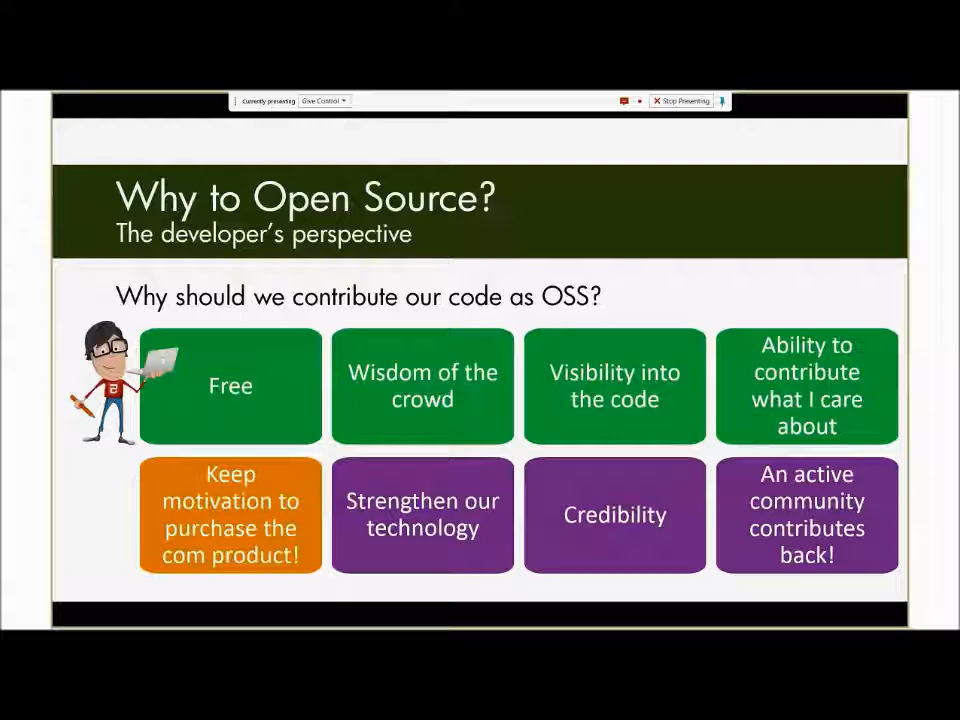 Currently presenting Give Control Stop Presenting
Why to Open Source?
The developer's perspective
Why should we contribute our code as OSS?
Free
Wisdom of the
crowd
Visibility into
the code
Ability to
contribute
what I care
about
Keep
motivation to
purchase the
com product!
Strengthen our
technology
Credibility
An active
community
contributes
back!